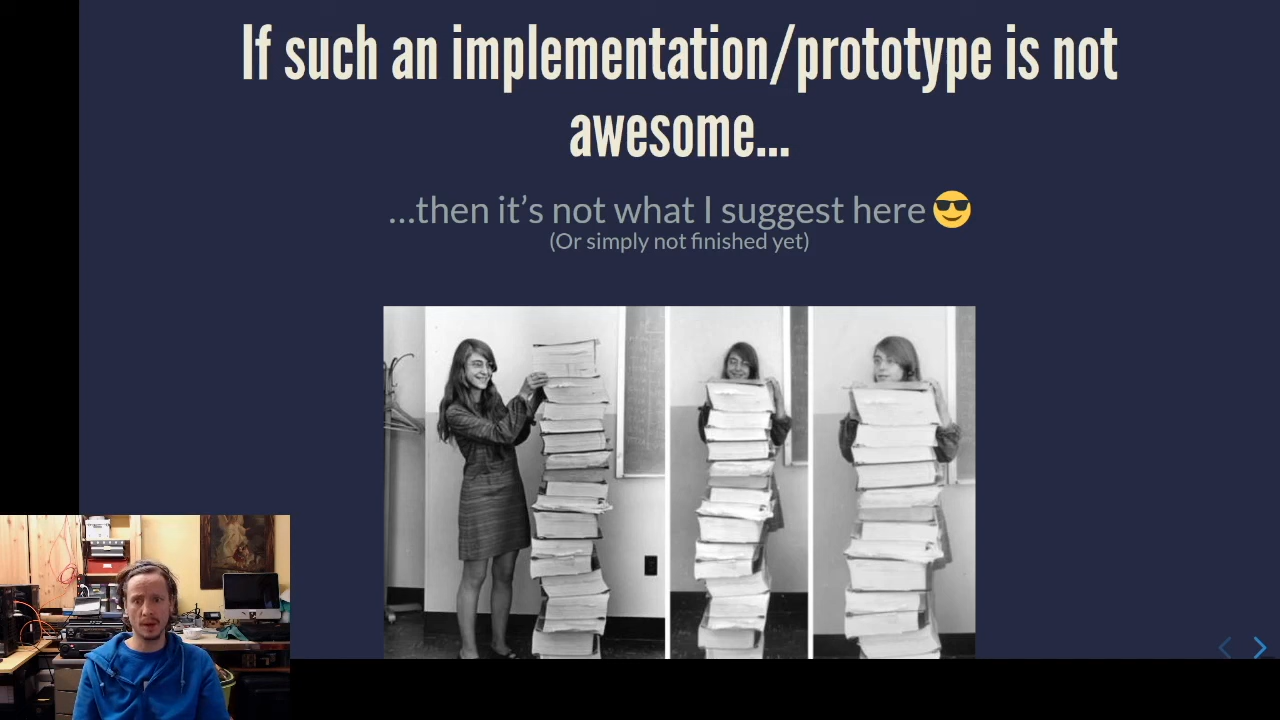 If such an implementation/prototype is not
awesome...
...then it's not what I suggest here 😎
(Or simply not finished yet)